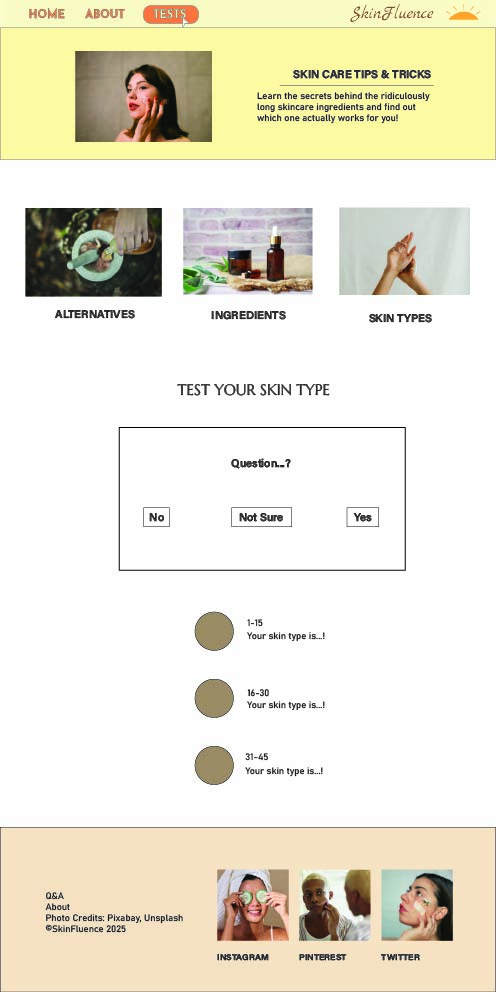 HOME ABOUT TESTS SkinFluence
SKIN CARE TIPS & TRICKS
Learn the secrets behind the ridiculously
long skincare ingredients and find out
which one actually works for you!
ALTERNATIVES INGREDIENTS SKIN TYPES
TEST YOUR SKIN TYPE
Question...?
No Not Sure Yes
1-15
Your skin type is...!
16-30
Your skin type is...!
31-45
Your skin type is...!
Q&A
About
Photo Credits: Pixabay, Unsplash
©SkinFluence 2025
INSTAGRAM PINTEREST TWITTER